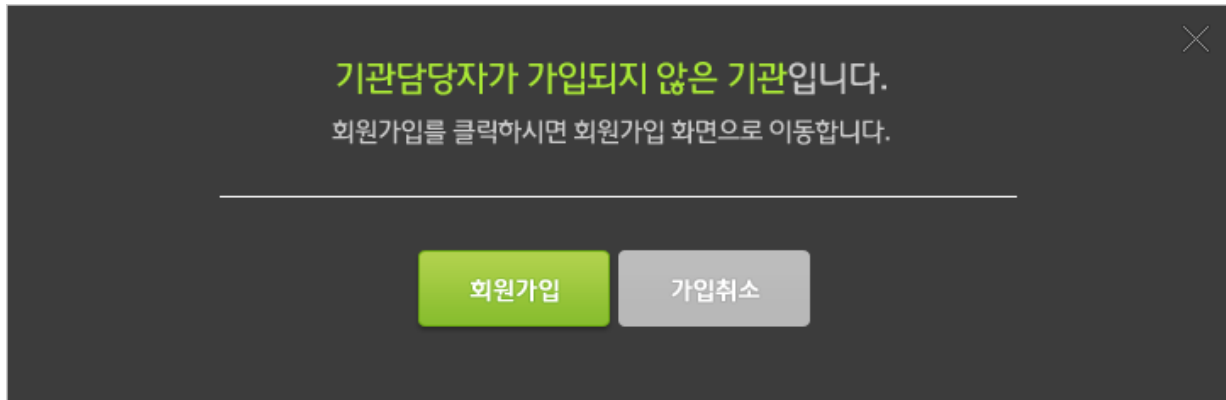 기관담당자가 가입되지 않은 기관입니다.
회원가입를 클릭하시면 회원가입 화면으로 이동합니다.
회원가입 가입취소